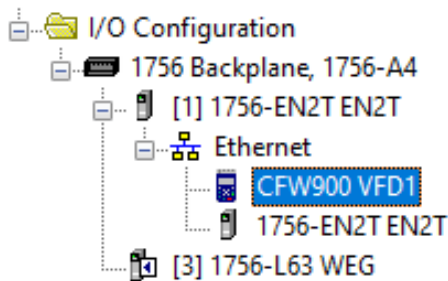 I/O Configuration
1756 Backplane, 1756-A4
[1] 1756-EN2T EN2T
Ethernet
CFW900 VFD1
1756-EN2T EN2T
[3] 1756-L63 WEG